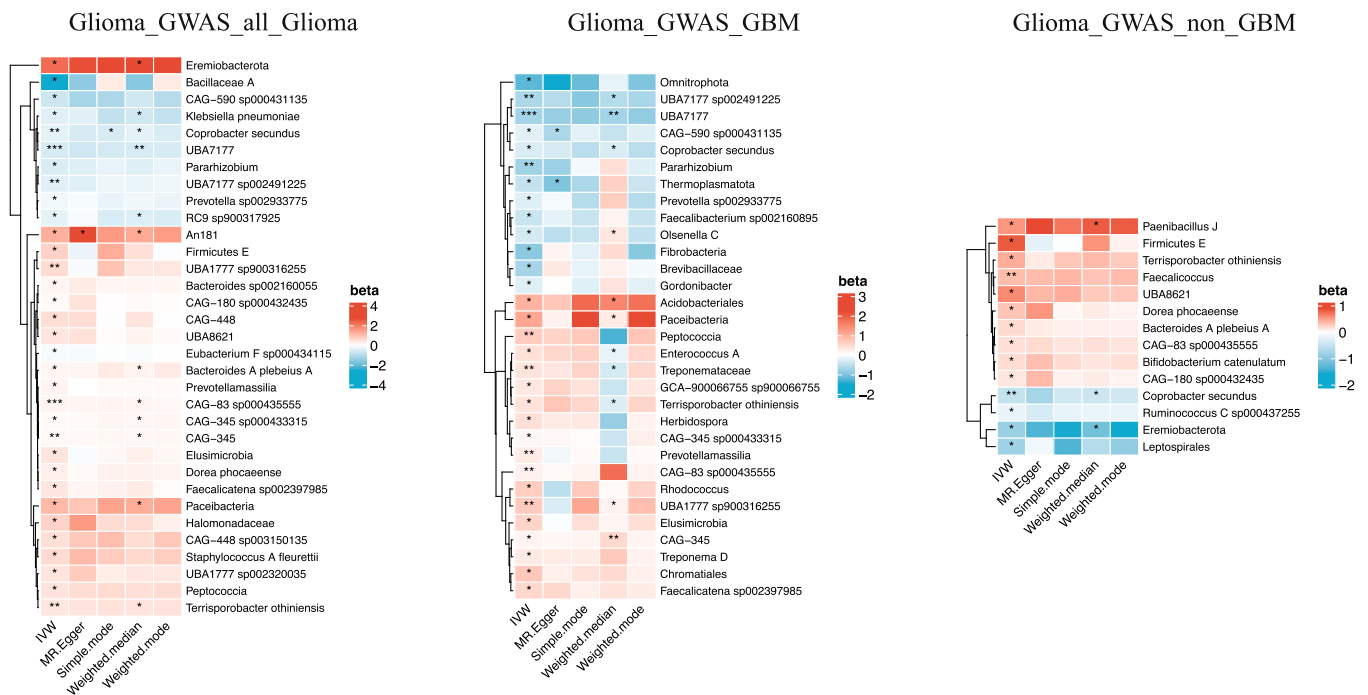 Glioma_GWAS_all_Glioma
* * Eremiobacterota
* Bacillaceae A
* CAG−590 sp000431135
* * Klebsiella pneumoniae
** * * Coprobacter secundus
*** ** UBA7177
* Pararhizobium
** UBA7177 sp002491225
* Prevotella sp002933775
* * RC9 sp900317925
* * * An181
* Firmicutes E
** UBA1777 sp900316255
* Bacteroides sp002160055
* CAG−180 sp000432435
* CAG−448
* UBA8621
* Eubacterium F sp000434115
* * Bacteroides A plebeius A
* Prevotellamassilia
*** * CAG−83 sp000435555
* * CAG−345 sp000433315
** * CAG−345
* Elusimicrobia
* Dorea phocaeense
* Faecalicatena sp002397985
* * Paceibacteria
* Halomonadaceae
* CAG−448 sp003150135
* Staphylococcus A fleurettii
* UBA1777 sp002320035
* Peptococcia
** * Terrisporobacter othiniensis
IVW
MR.Egger
Simple.mode
Weighted.median
Weighted.mode
beta
4
2
0
−2
−4
Glioma_GWAS_GBM
* Omnitrophota
** * UBA7177 sp002491225
*** ** UBA7177
* * CAG−590 sp000431135
* * Coprobacter secundus
** Pararhizobium
* * Thermoplasmatota
* Prevotella sp002933775
* Faecalibacterium sp002160895
* * Olsenella C
* Fibrobacteria
* Brevibacillaceae
* Gordonibacter
* * Acidobacteriales
* * Paceibacteria
** Peptococcia
* * Enterococcus A
** * Treponemataceae
* GCA−900066755 sp900066755
* * Terrisporobacter othiniensis
* Herbidospora
* CAG−345 sp000433315
** Prevotellamassilia
** CAG−83 sp000435555
* Rhodococcus
** * UBA1777 sp900316255
* Elusimicrobia
* ** CAG−345
* Treponema D
* Chromatiales
* Faecalicatena sp002397985
IVW
MR.Egger
Simple.mode
Weighted.median
Weighted.mode
beta
3
2
1
0
−1
−2
Glioma_GWAS_non_GBM
* * Paenibacillus J
* Firmicutes E
* Terrisporobacter othiniensis
** Faecalicoccus
* UBA8621
* Dorea phocaeense
* Bacteroides A plebeius A
* CAG−83 sp000435555
* Bifidobacterium catenulatum
* CAG−180 sp000432435
** * Coprobacter secundus
* Ruminococcus C sp000437255
* * Eremiobacterota
* Leptospirales
IVW
MR.Egger
Simple.mode
Weighted.median
Weighted.mode
beta
1
0
−1
−2